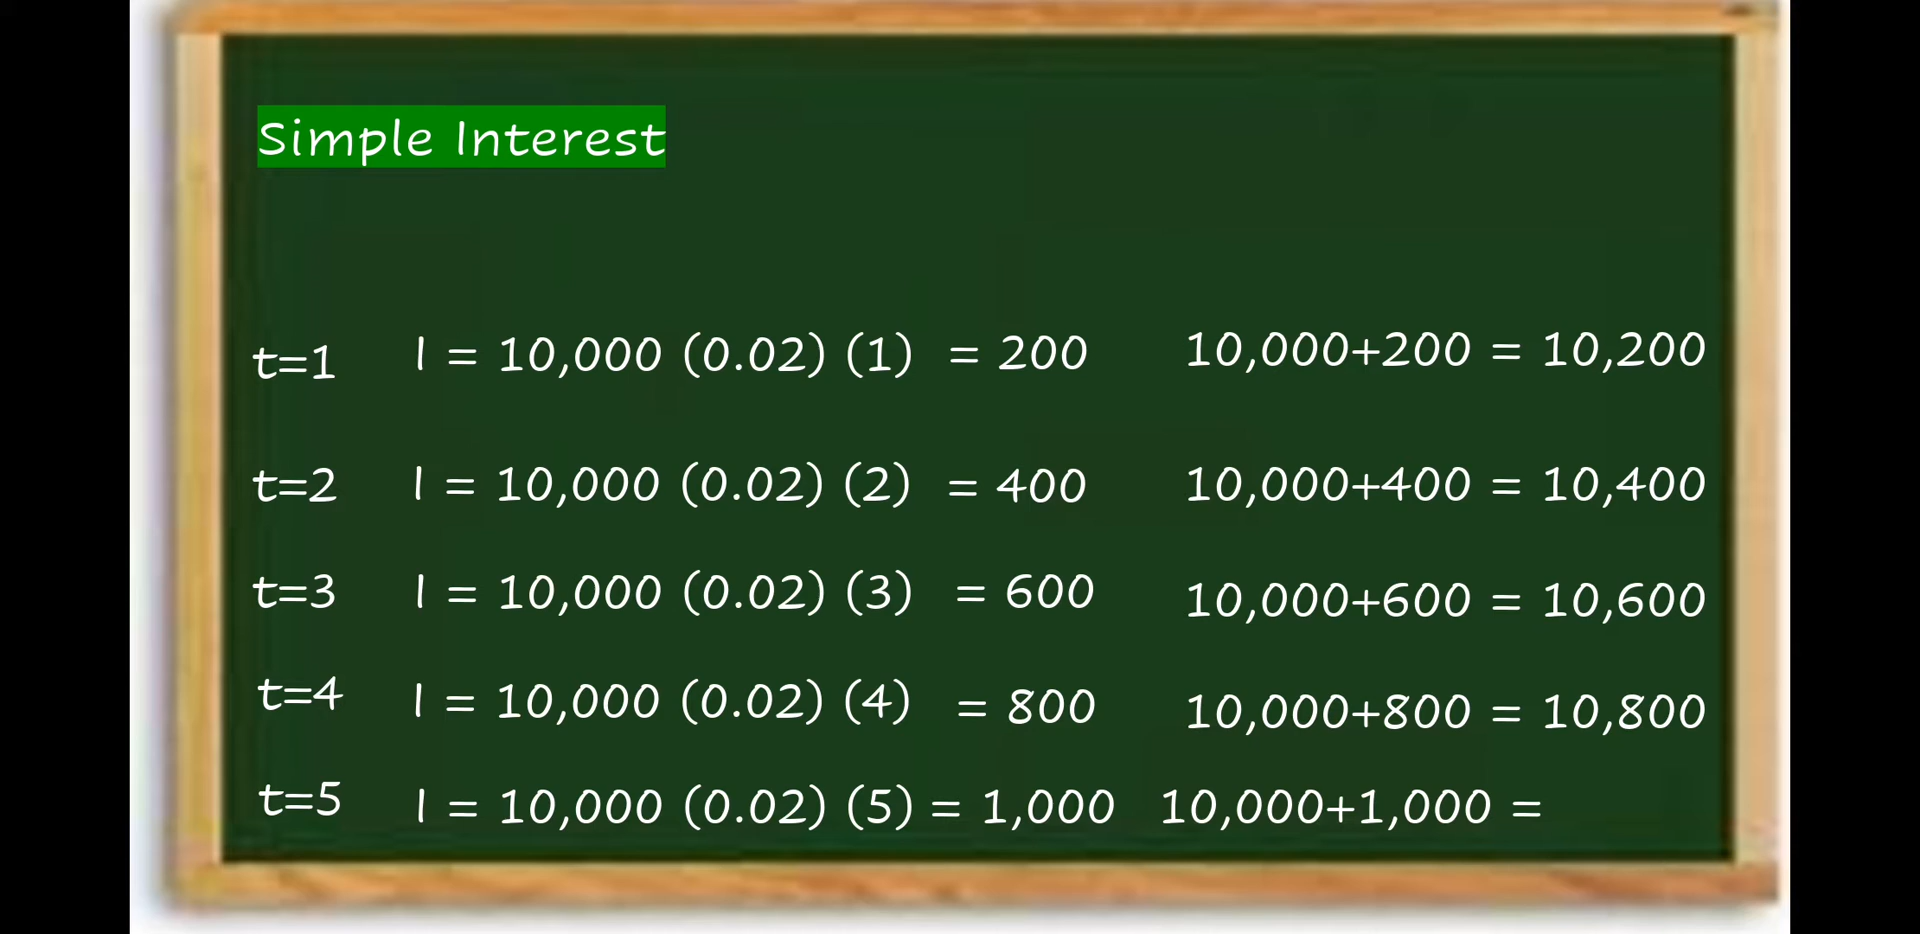 Simple Interest
t=1 I = 10,000 (0.02) (1) = 200 10,000+200 = 10,200
t=2 I = 10,000 (0.02) (2) = 400 10,000+400 = 10,400
t=3 I = 10,000 (0.02) (3) = 600 10,000+600 = 10,600
t=4 I = 10,000 (0.02) (4) = 800 10,000+800 = 10,800
t=5 I = 10,000 (0.02) (5) = 1,000 10,000+1,000 =